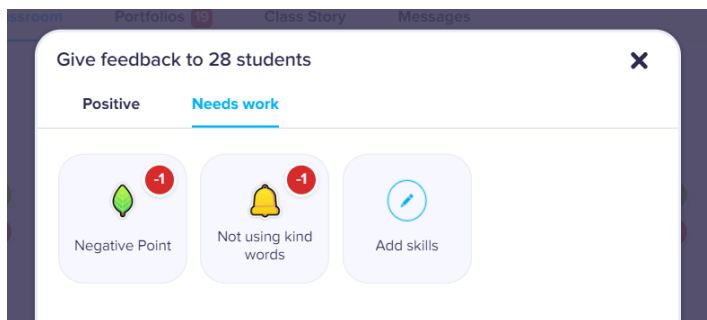 ssroom Portfolios 19 Class Story Messages
Give feedback to 28 students
Positive Needs work
-1 -1
Negative Point Not using kind Add skills
words